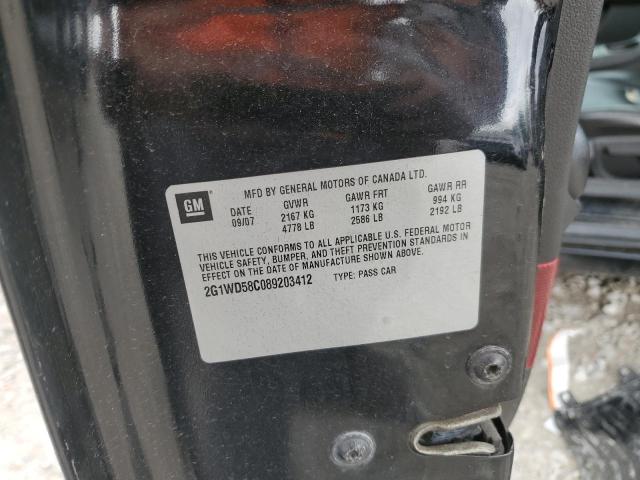 MFD BY GENERAL MOTORS OF CANADA LTD.
GM
DATE GVWR GAWR FRT GAWR RR
09/07 2167 KG 1173 KG 994 KG
4778 LB 2586 LB 2192 LB
THIS VEHICLE CONFORMS TO ALL APPLICABLE U.S. FEDERAL MOTOR
VEHICLE SAFETY, BUMPER, AND THEFT PREVENTION STANDARDS IN
EFFECT ON THE DATE OF MANUFACTURE SHOWN ABOVE.
2G1WD58C089203412 TYPE: PASS CAR